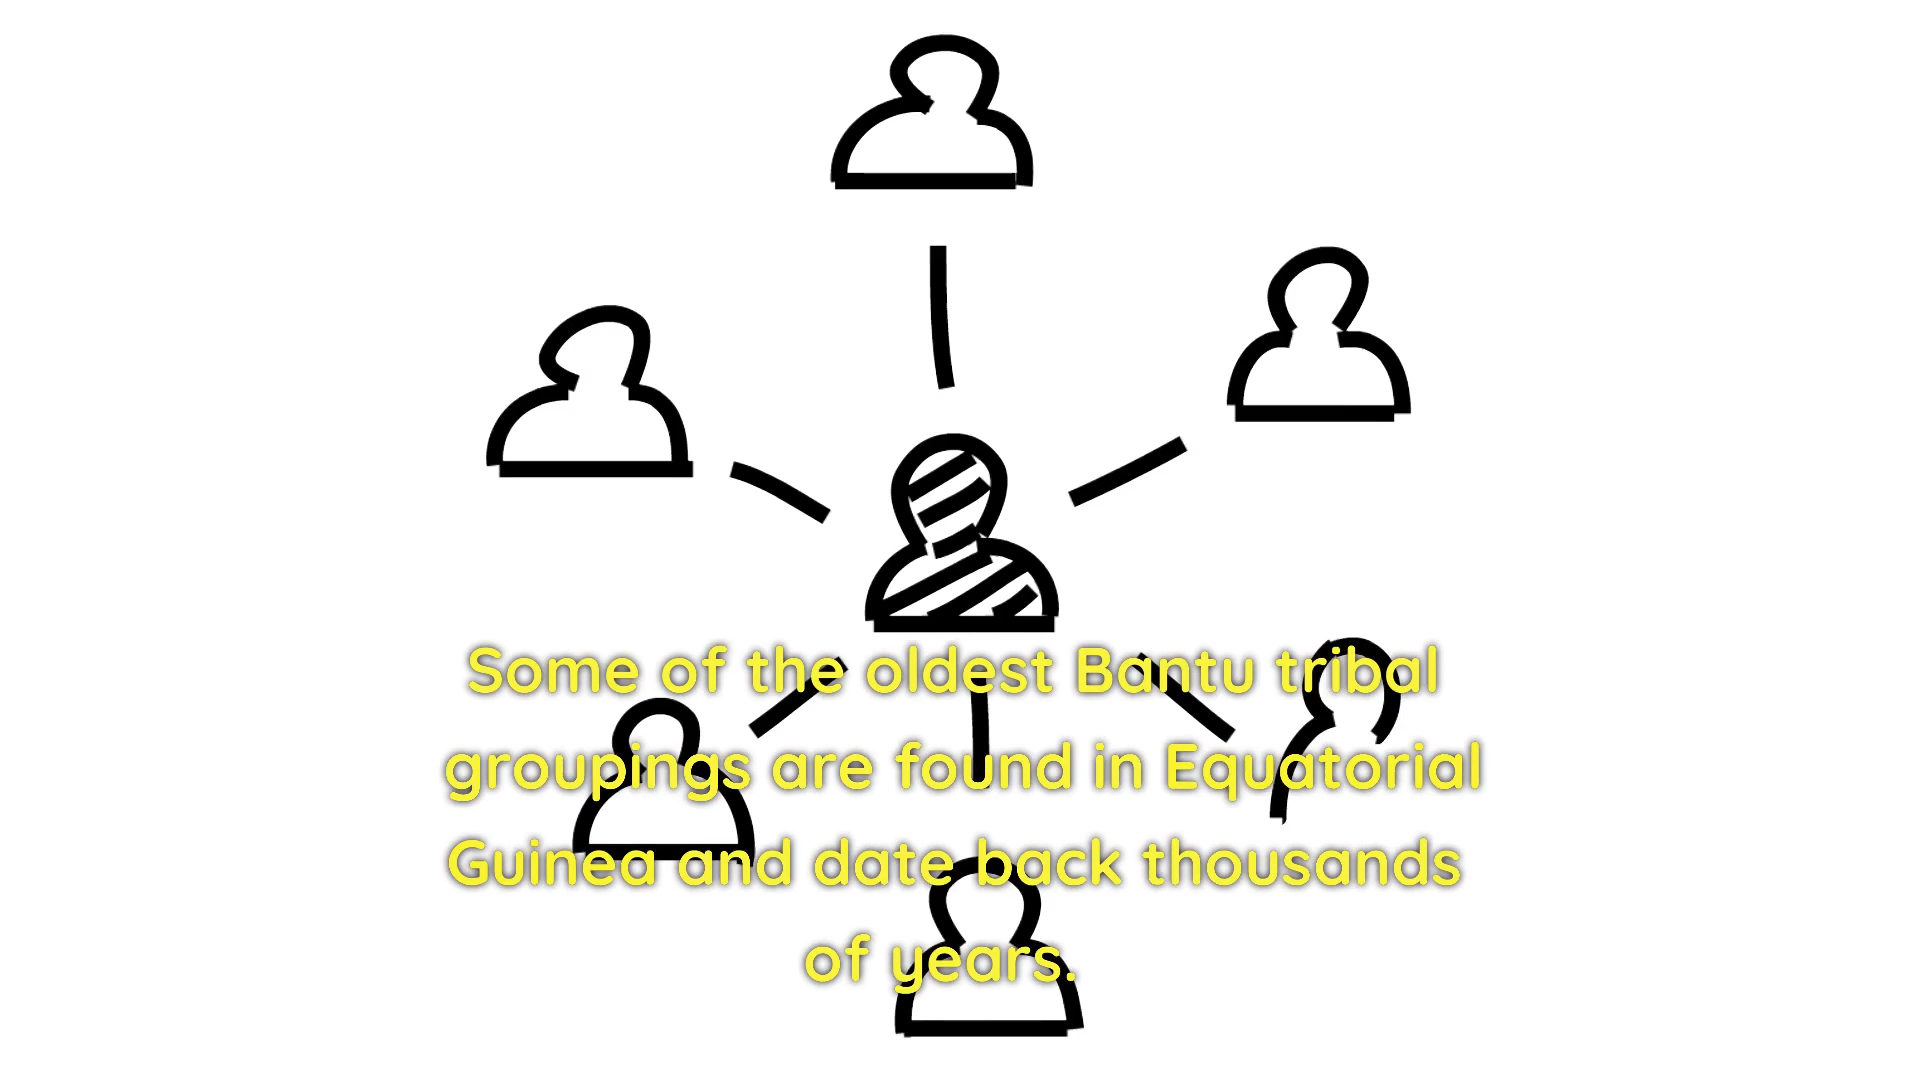 Some of the oldest Bantu tribal
groupings are found in Equatorial
Guinea and date back thousands
of years.